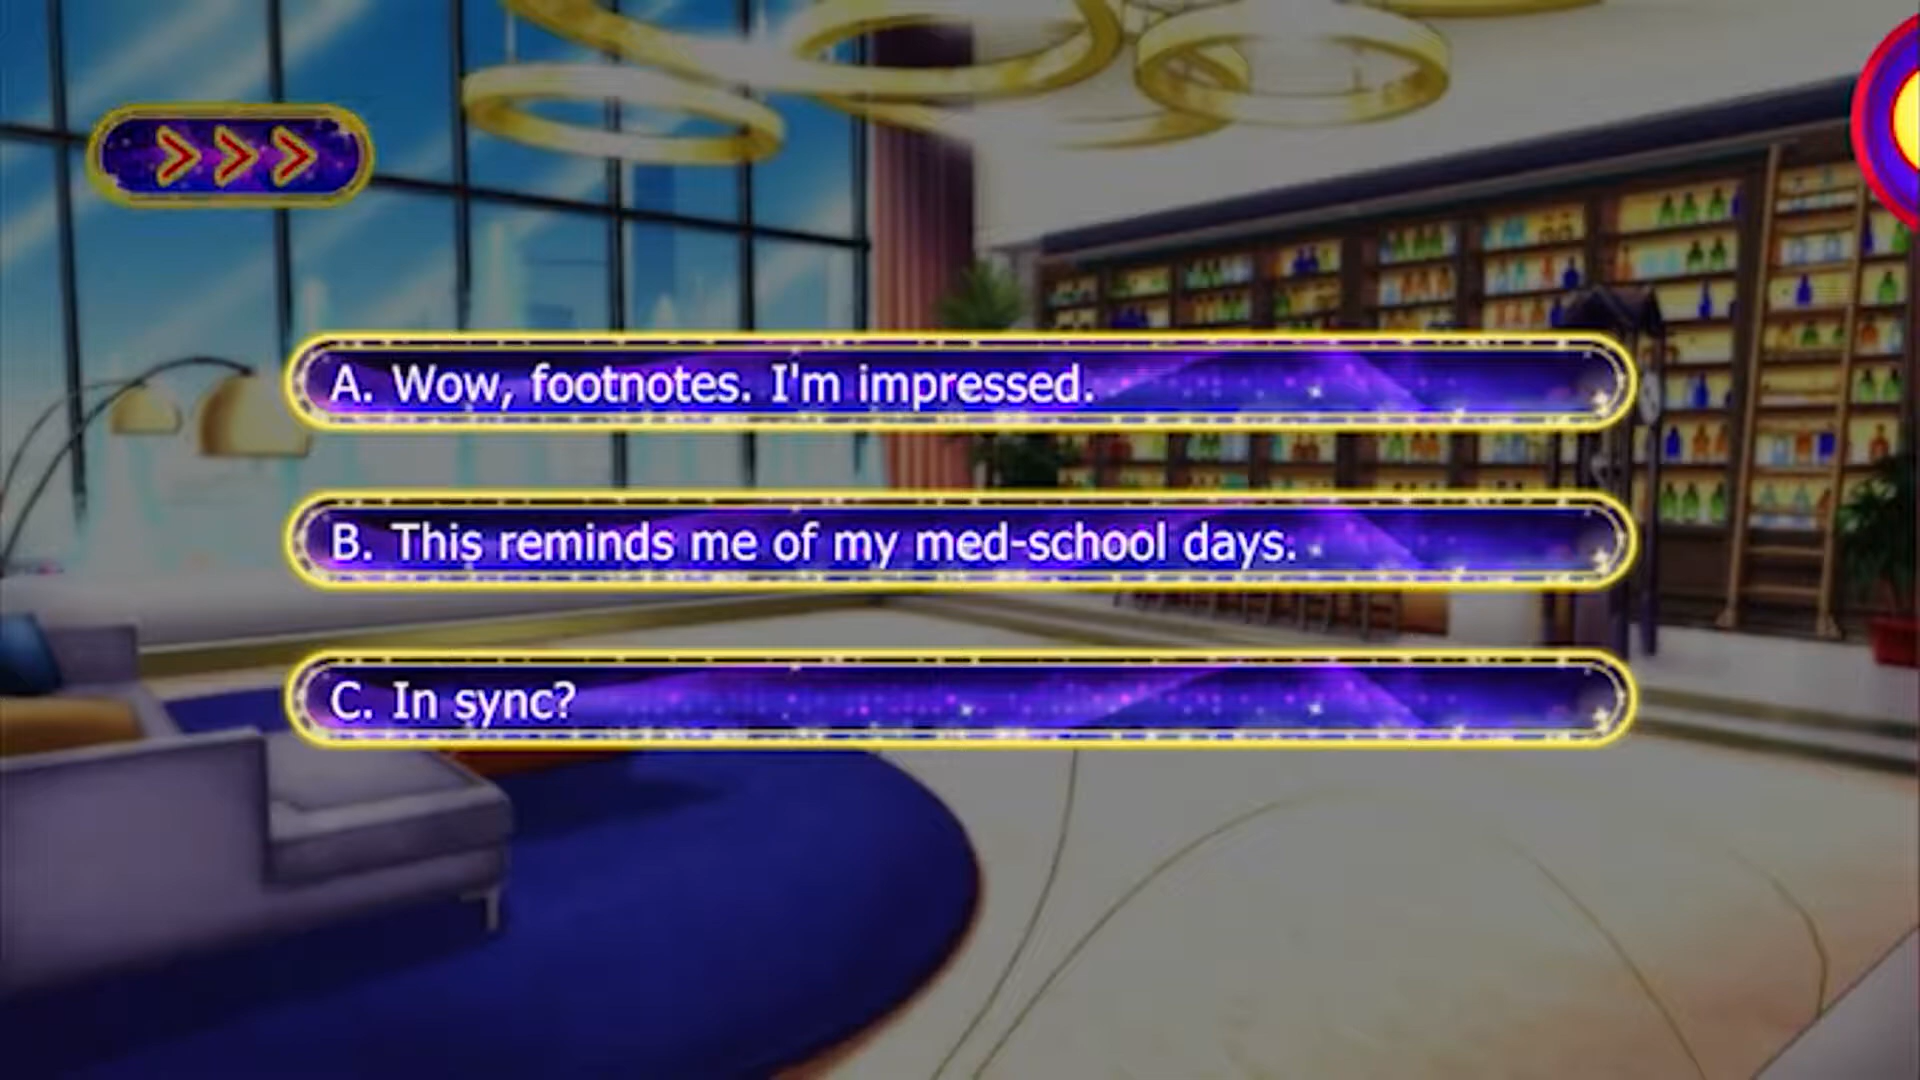 A. Wow, footnotes. I'm impressed.
B. This reminds me of my med-school days.
C. In sync?